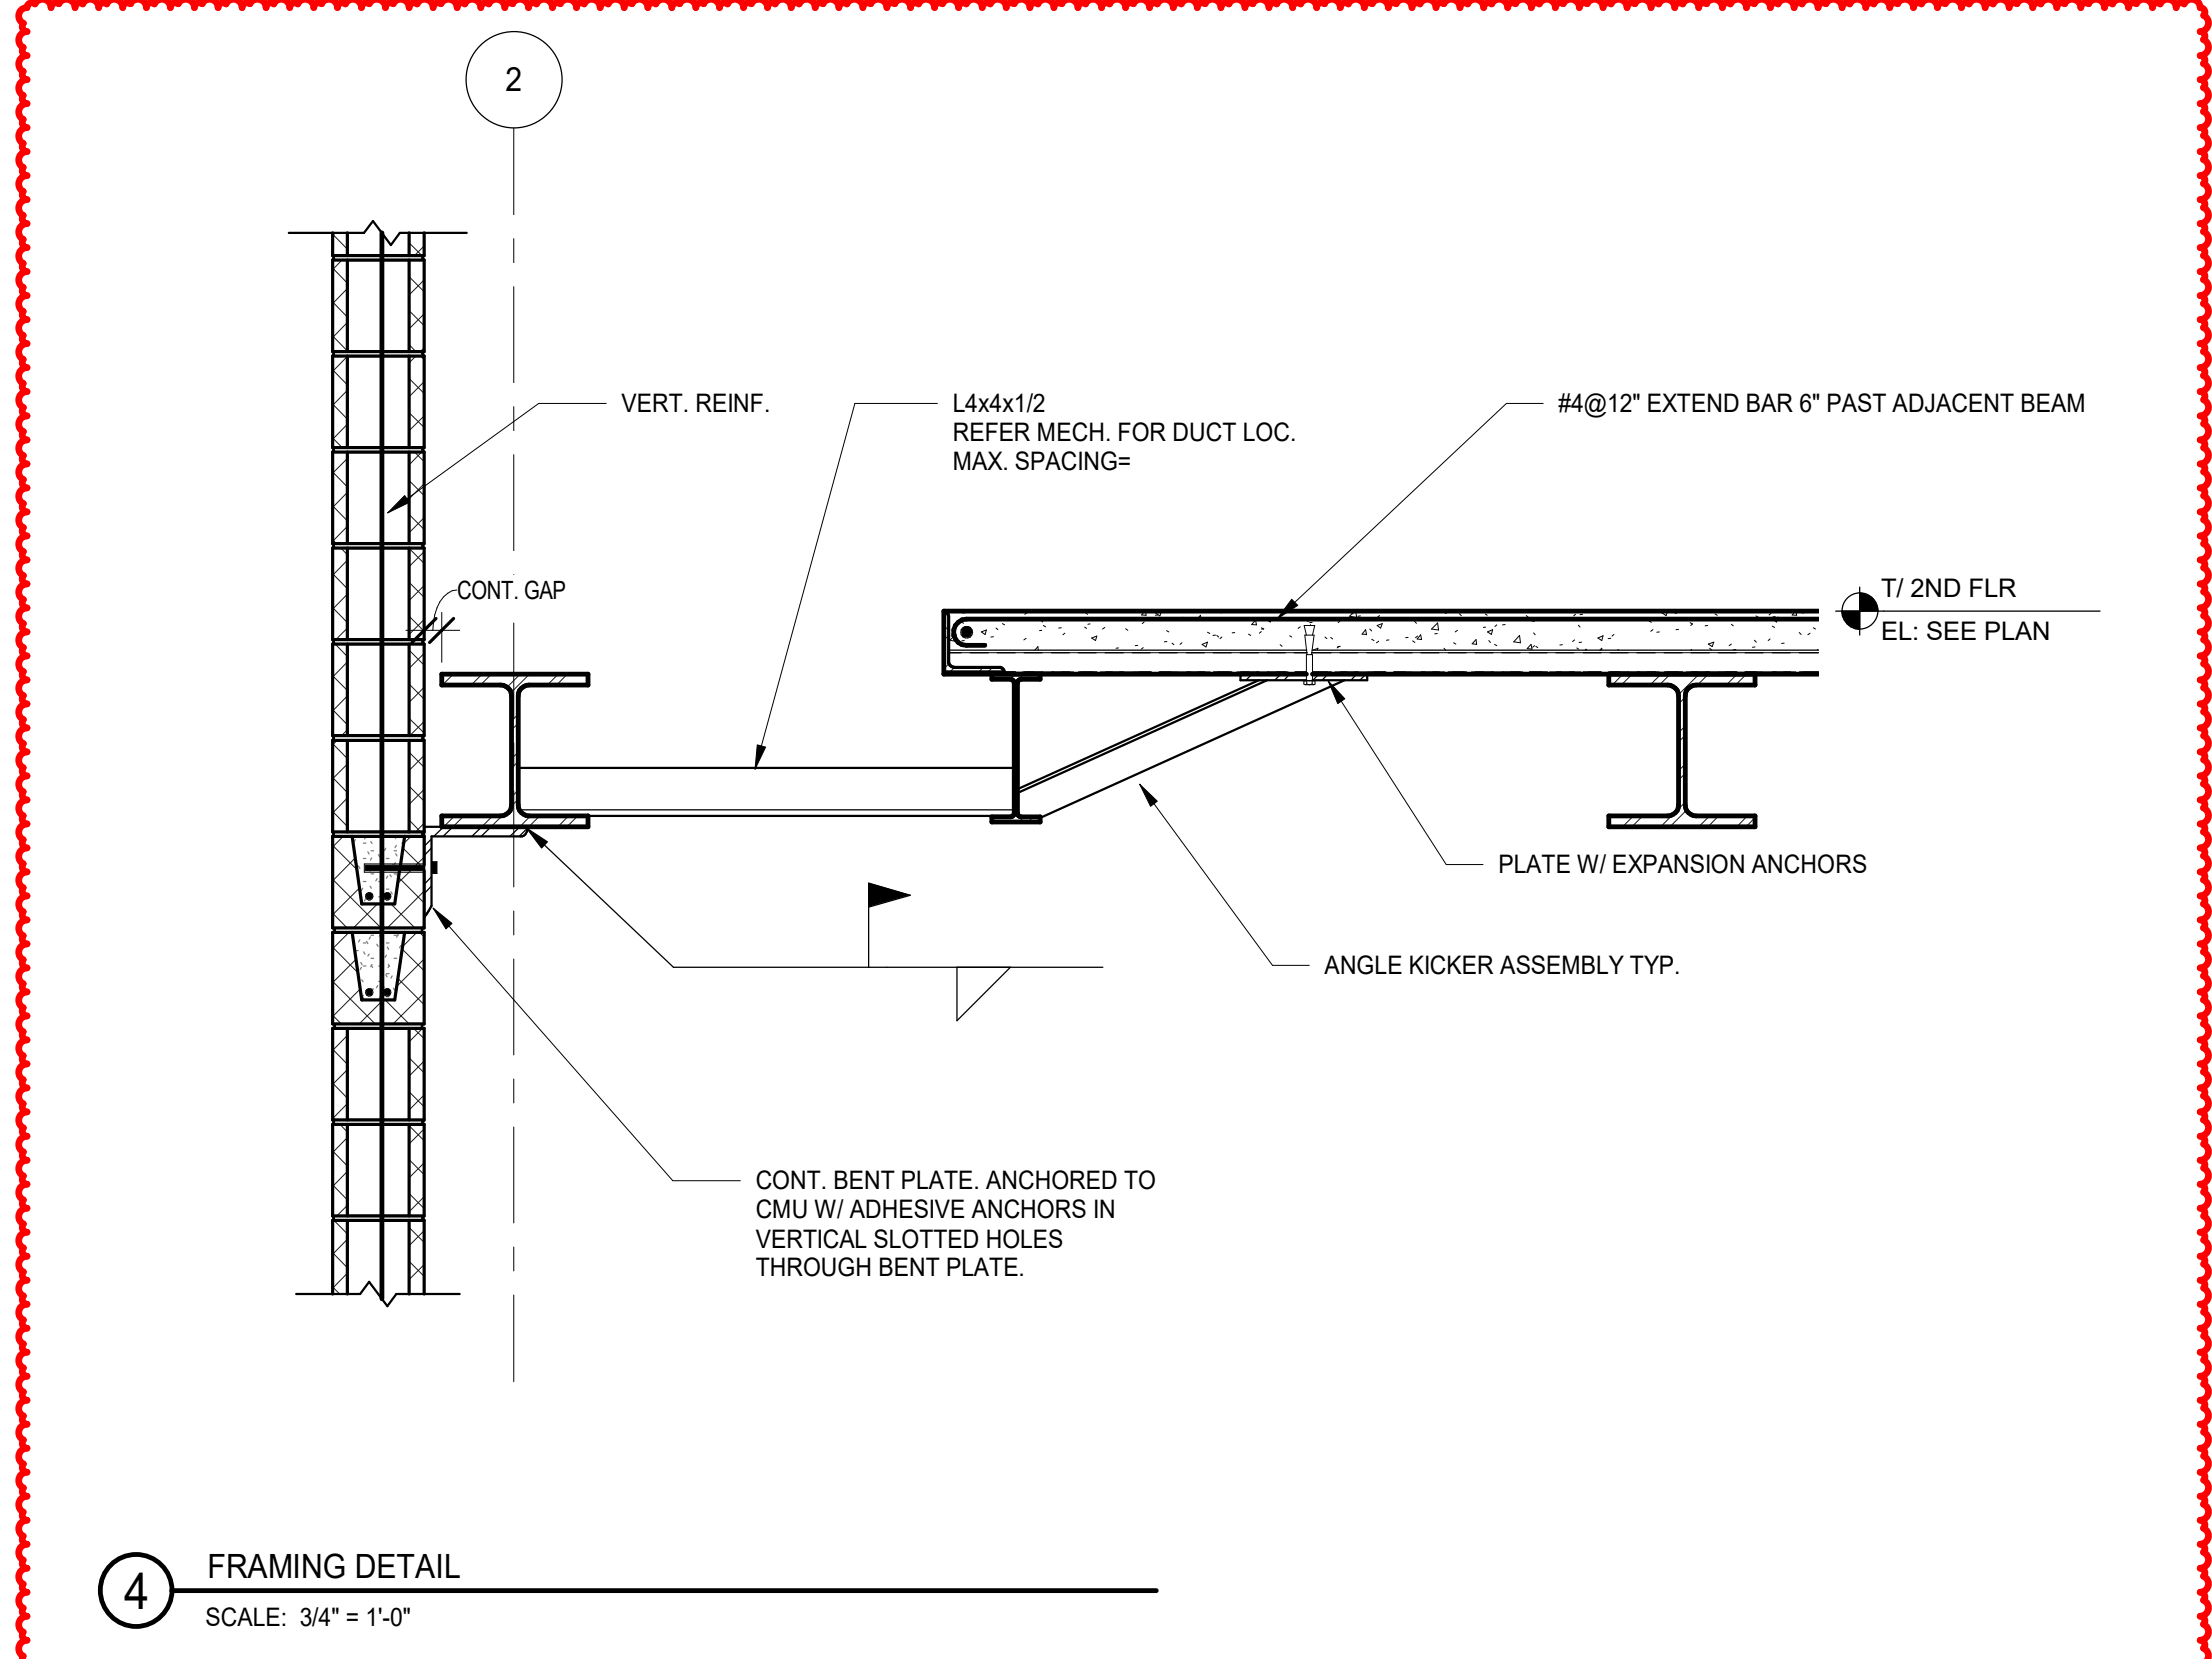 2
VERT. REINF.
L4x4x1/2
REFER MECH. FOR DUCT LOC.
MAX. SPACING=
#4@12" EXTEND BAR 6" PAST ADJACENT BEAM
CONT. GAP
T/ 2ND FLR
EL: SEE PLAN
PLATE W/ EXPANSION ANCHORS
ANGLE KICKER ASSEMBLY TYP.
CONT. BENT PLATE. ANCHORED TO
CMU W/ ADHESIVE ANCHORS IN
VERTICAL SLOTTED HOLES
THROUGH BENT PLATE.
4
FRAMING DETAIL
SCALE: 3/4" = 1'-0"